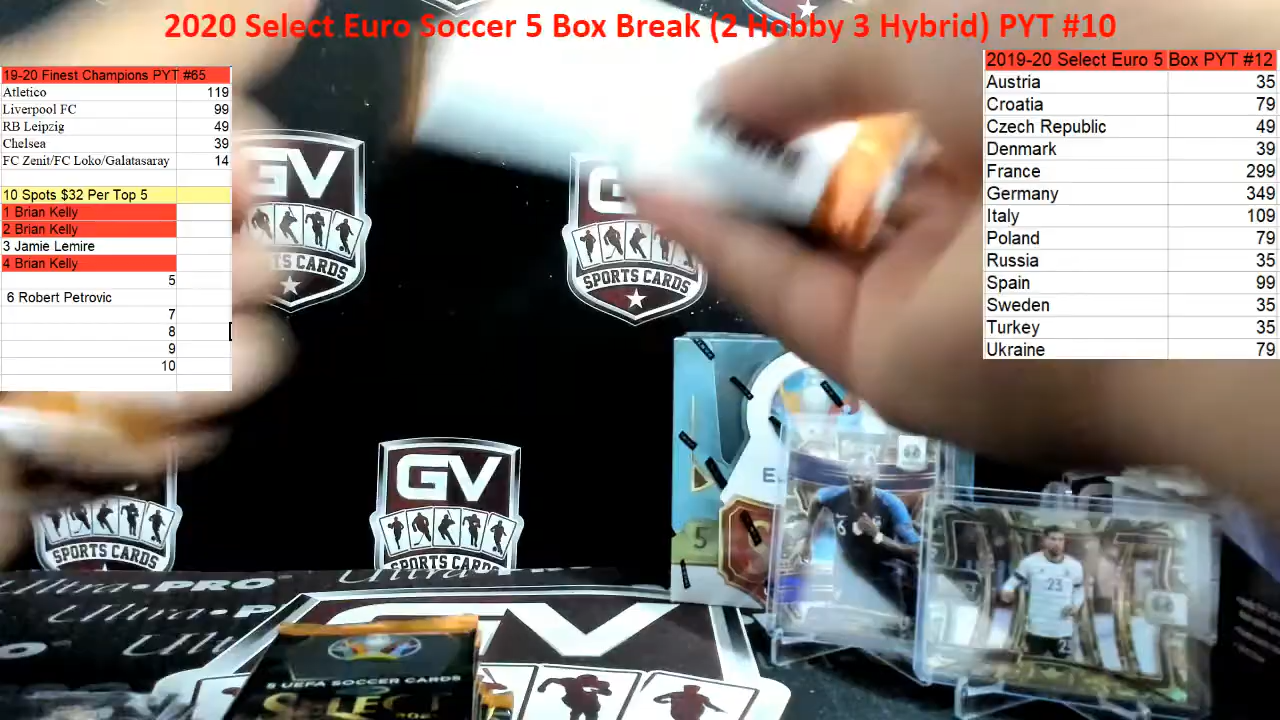 2020 Select Euro Soccer 5 Box Break (2 Hobby 3 Hybrid) PYT #10
19-20 Finest Champions PYT #65
Atletico 119
Liverpool FC 99
RB Leipzig 49
Chelsea 39
FC Zenit/FC Loko/Galatasaray 14
10 Spots $32 Per Top 5
1 Brian Kelly
2 Brian Kelly
3 Jamie Lemire
4 Brian Kelly
5
6 Robert Petrovic
7
8
9
10
2019-20 Select Euro 5 Box PYT #12
Austria 35
Croatia 79
Czech Republic 49
Denmark 39
France 299
Germany 349
Italy 109
Poland 79
Russia 35
Spain 99
Sweden 35
Turkey 35
Ukraine 79
GV
TS CARDS
G
SPORTS CARDS
GV
SPORTS CARDS
SPORTS CARDS
Ultra·PRO
Ultra·P
GV
UEFA SOCCER CARDS
SELECT
5
6
23